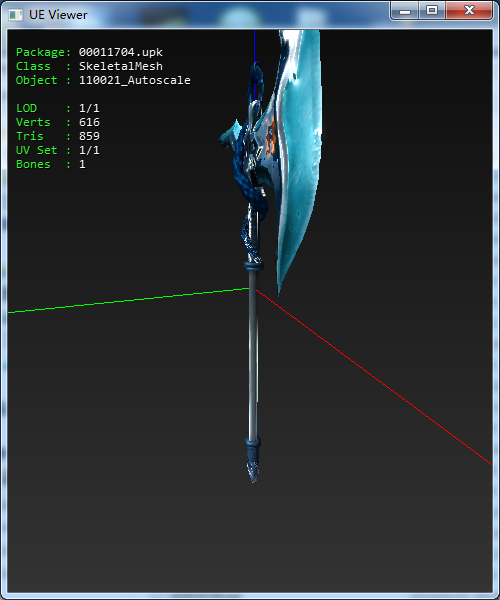 UE Viewer
Package: 00011704.upk
Class : SkeletalMesh
Object : 110021_Autoscale
LOD : 1/1
Verts : 616
Tris : 859
UV Set : 1/1
Bones : 1